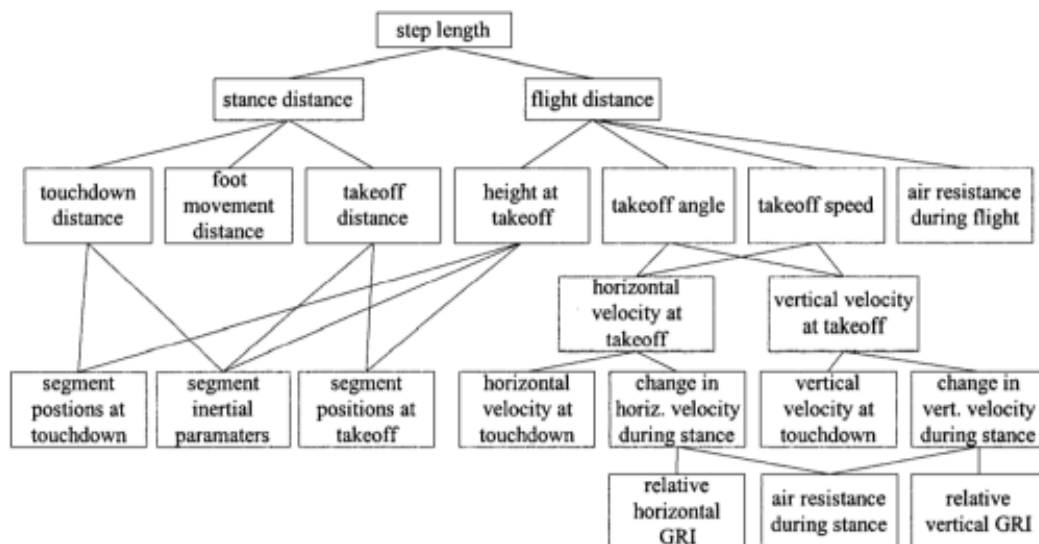 step length
stance distance
flight distance
touchdown
distance
foot
movement
distance
takeoff
distance
height at
takeoff
takeoff angle
takeoff speed
air resistance
during flight
horizontal
velocity at
takeoff
vertical velocity
at takeoff
segment
postions at
touchdown
segment
inertial
paramaters
segment
positions at
takeoff
horizontal
velocity at
touchdown
change in
horiz. velocity
during stance
vertical
velocity at
touchdown
change in
vert. velocity
during stance
relative
horizontal
GRI
air resistance
during stance
relative
vertical GRI